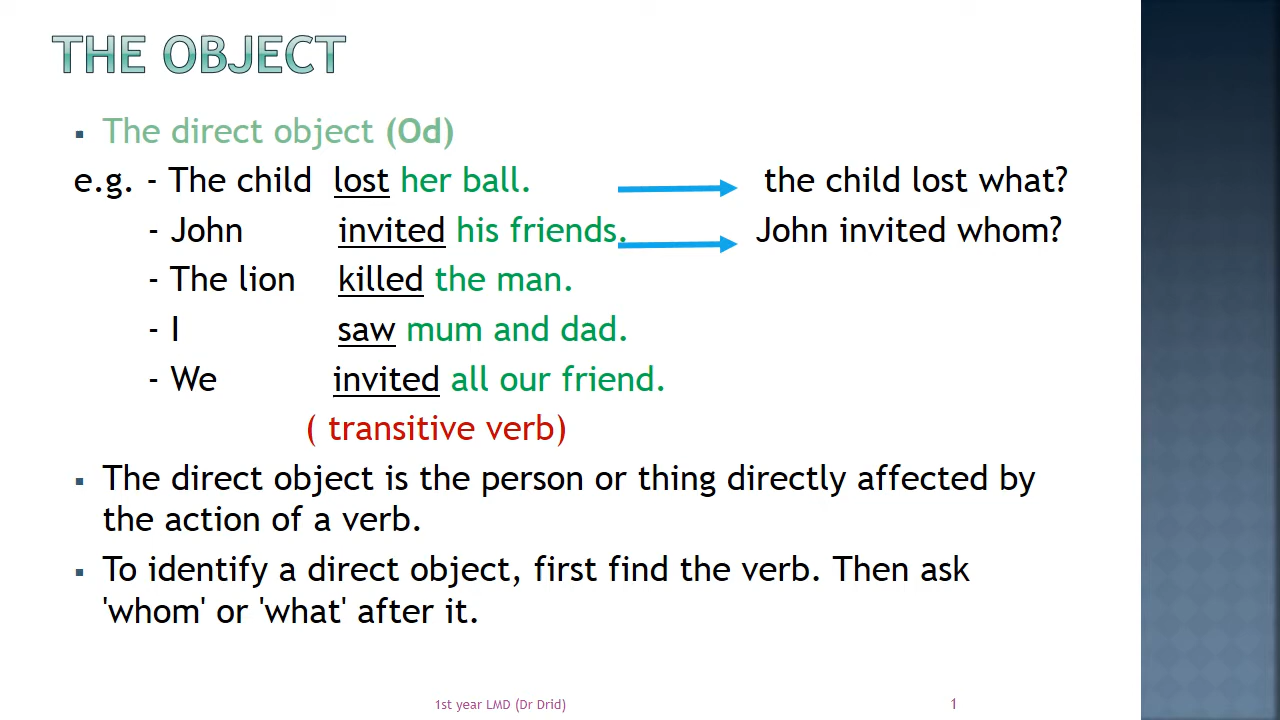 THE OBJECT
▪ The direct object (Od)
e.g. - The child lost her ball. the child lost what?
- John invited his friends. John invited whom?
- The lion killed the man.
- I saw mum and dad.
- We invited all our friend.
( transitive verb)
▪ The direct object is the person or thing directly affected by
the action of a verb.
▪ To identify a direct object, first find the verb. Then ask
'whom' or 'what' after it.
1st year LMD (Dr Drid) 1